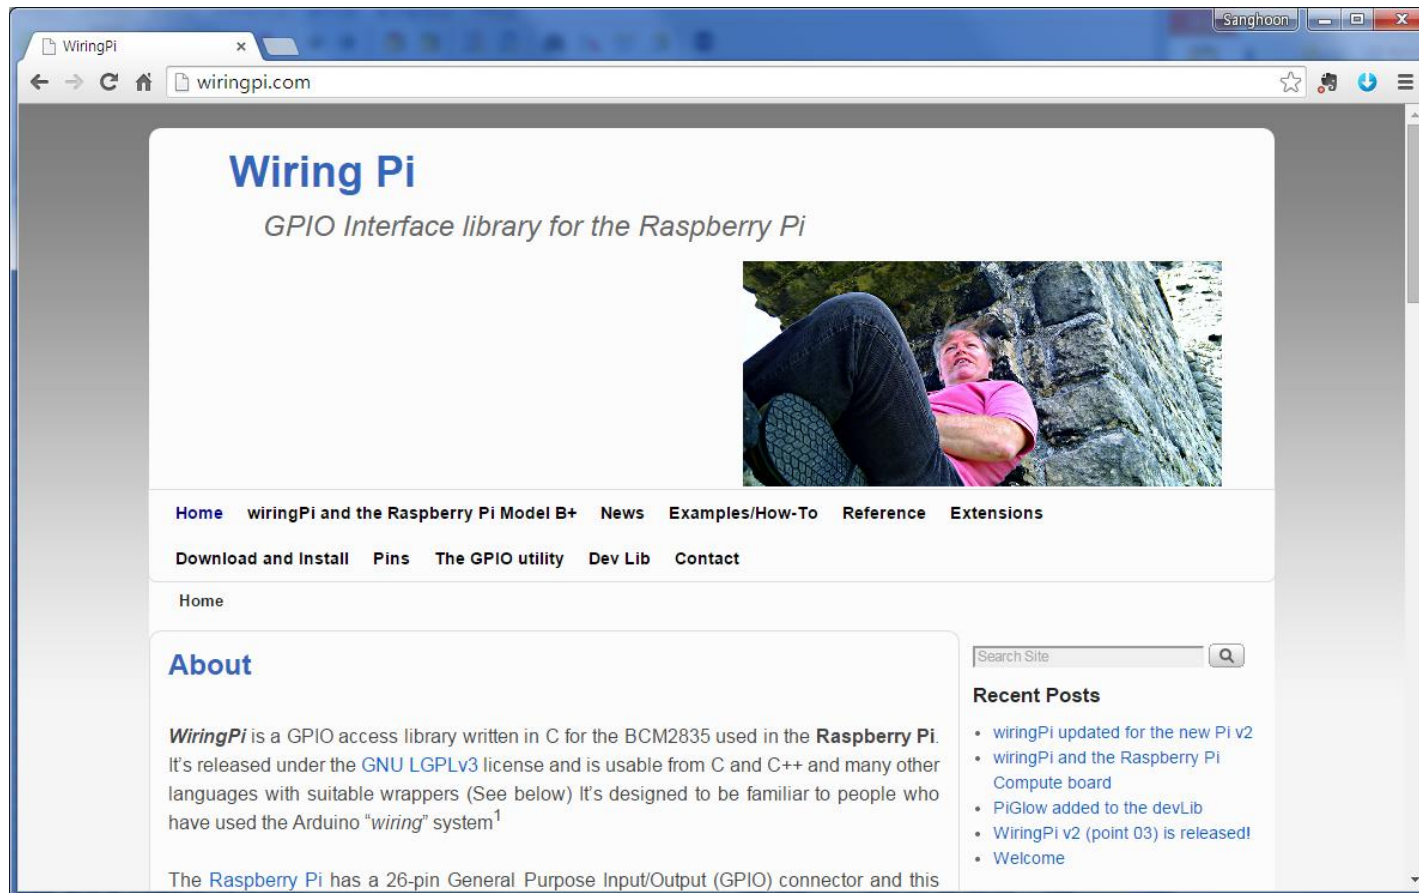 Sanghoon
WiringPi
wiringpi.com
Wiring Pi
GPIO Interface library for the Raspberry Pi
Home wiringPi and the Raspberry Pi Model B+ News Examples/How-To Reference Extensions
Download and Install Pins The GPIO utility Dev Lib Contact
Home
About
WiringPi is a GPIO access library written in C for the BCM2835 used in the Raspberry Pi.
It's released under the GNU LGPLv3 license and is usable from C and C++ and many other
languages with suitable wrappers (See below) It's designed to be familiar to people who
have used the Arduino “wiring” system1
The Raspberry Pi has a 26-pin General Purpose Input/Output (GPIO) connector and this
Search Site
Recent Posts
• wiringPi updated for the new Pi v2
• wiringPi and the Raspberry Pi
Compute board
• PiGlow added to the devLib
• WiringPi v2 (point 03) is released!
• Welcome